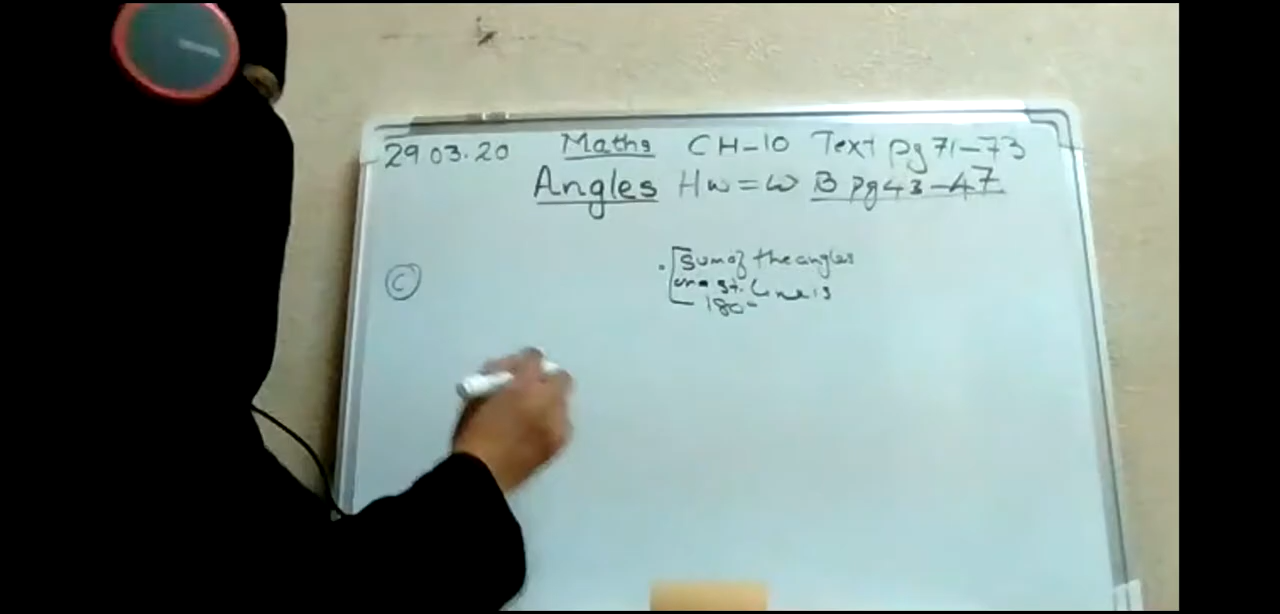 29 03.20 Maths CH-10 Text pg 71-73
Angles Hw = W B pg 43-47
C
. Sum of the angles
on a st. Line is
180°